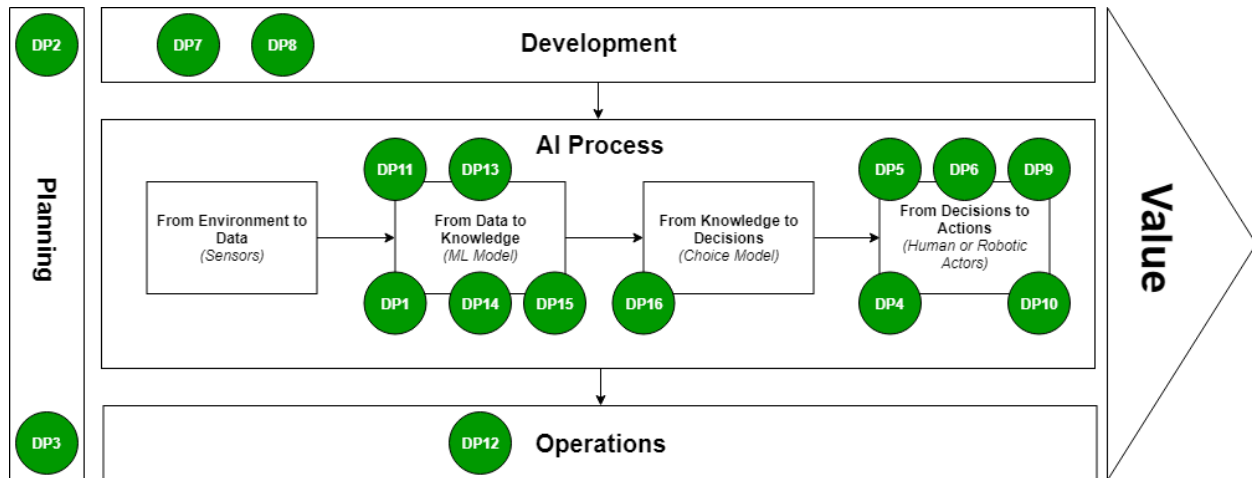 DP2
DP7
DP8
Development
Planning
AI Process
DP11
DP13
DP5
DP6
DP9
From Environment to
Data
(Sensors)
From Data to
Knowledge
(ML Model)
From Knowledge to
Decisions
(Choice Model)
From Decisions to
Actions
(Human or Robotic
Actors)
DP1
DP14
DP15
DP16
DP4
DP10
Value
DP3
DP12
Operations